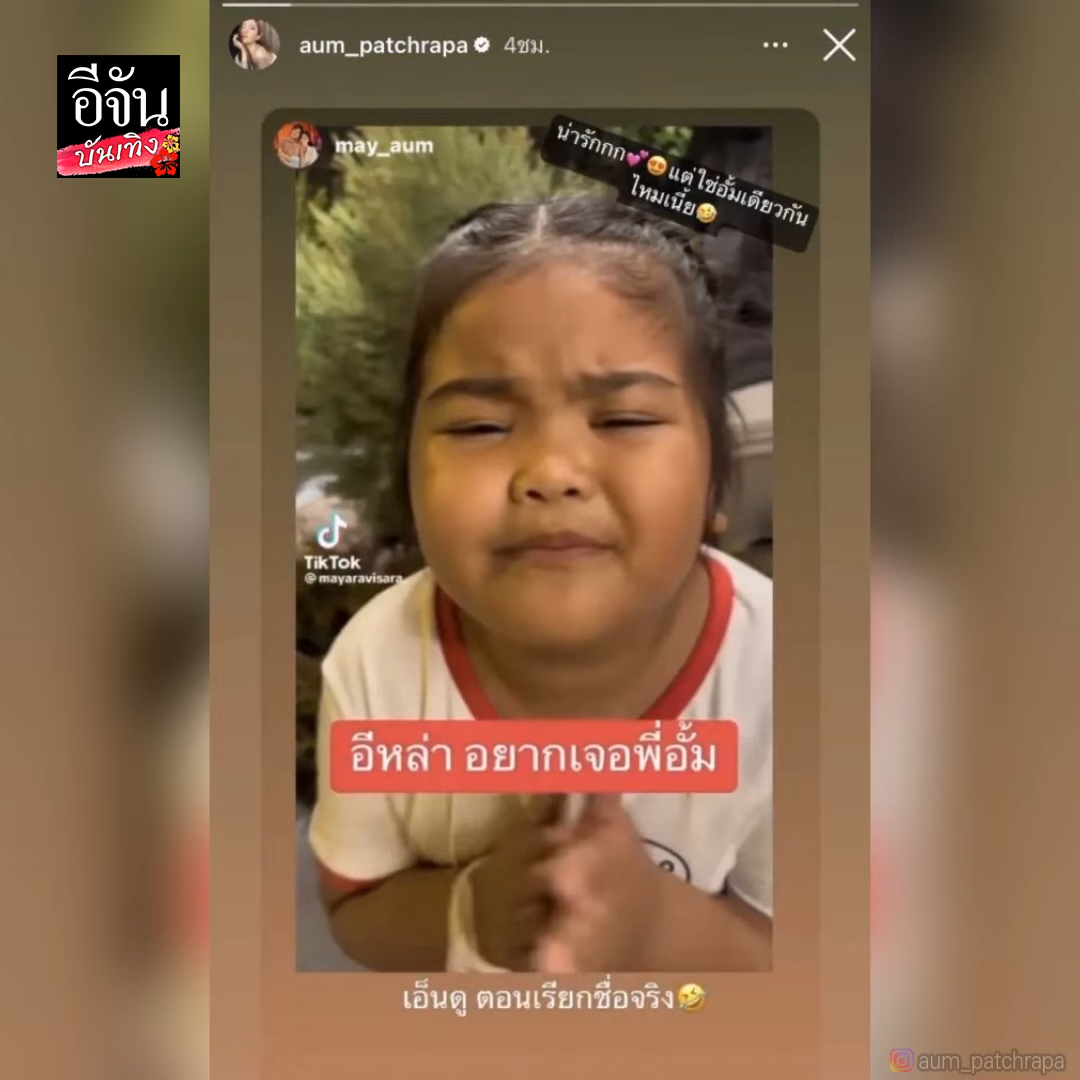 aum_patchrapa 4ชม.
อีจัน
บันเทิง
may_aum
น่ารักกก💕😍แต่ใช่อั้มเดียวกัน
ไหมเนี้ย🤣
TikTok
@mayaravisara
อีหล่า อยากเจอพี่อั้ม
เอ็นดู ตอนเรียกชื่อจริง🤣
aum_patchrapa